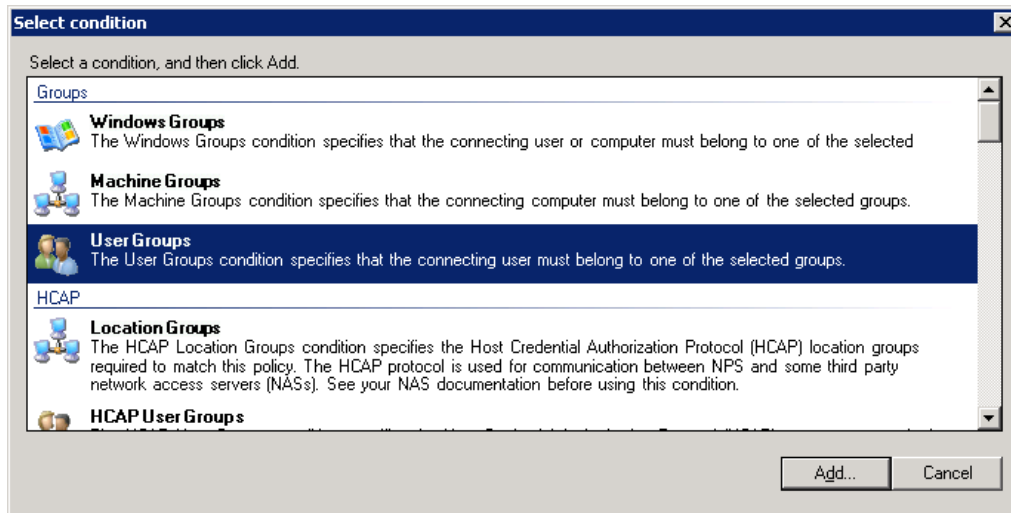 Select condition
Select a condition, and then click Add.
Groups
Windows Groups
The Windows Groups condition specifies that the connecting user or computer must belong to one of the selected
Machine Groups
The Machine Groups condition specifies that the connecting computer must belong to one of the selected groups.
User Groups
The User Groups condition specifies that the connecting user must belong to one of the selected groups.
HCAP
Location Groups
The HCAP Location Groups condition specifies the Host Credential Authorization Protocol (HCAP) location groups
required to match this policy. The HCAP protocol is used for communication between NPS and some third party
network access servers (NASs). See your NAS documentation before using this condition.
HCAP User Groups
Add...
Cancel